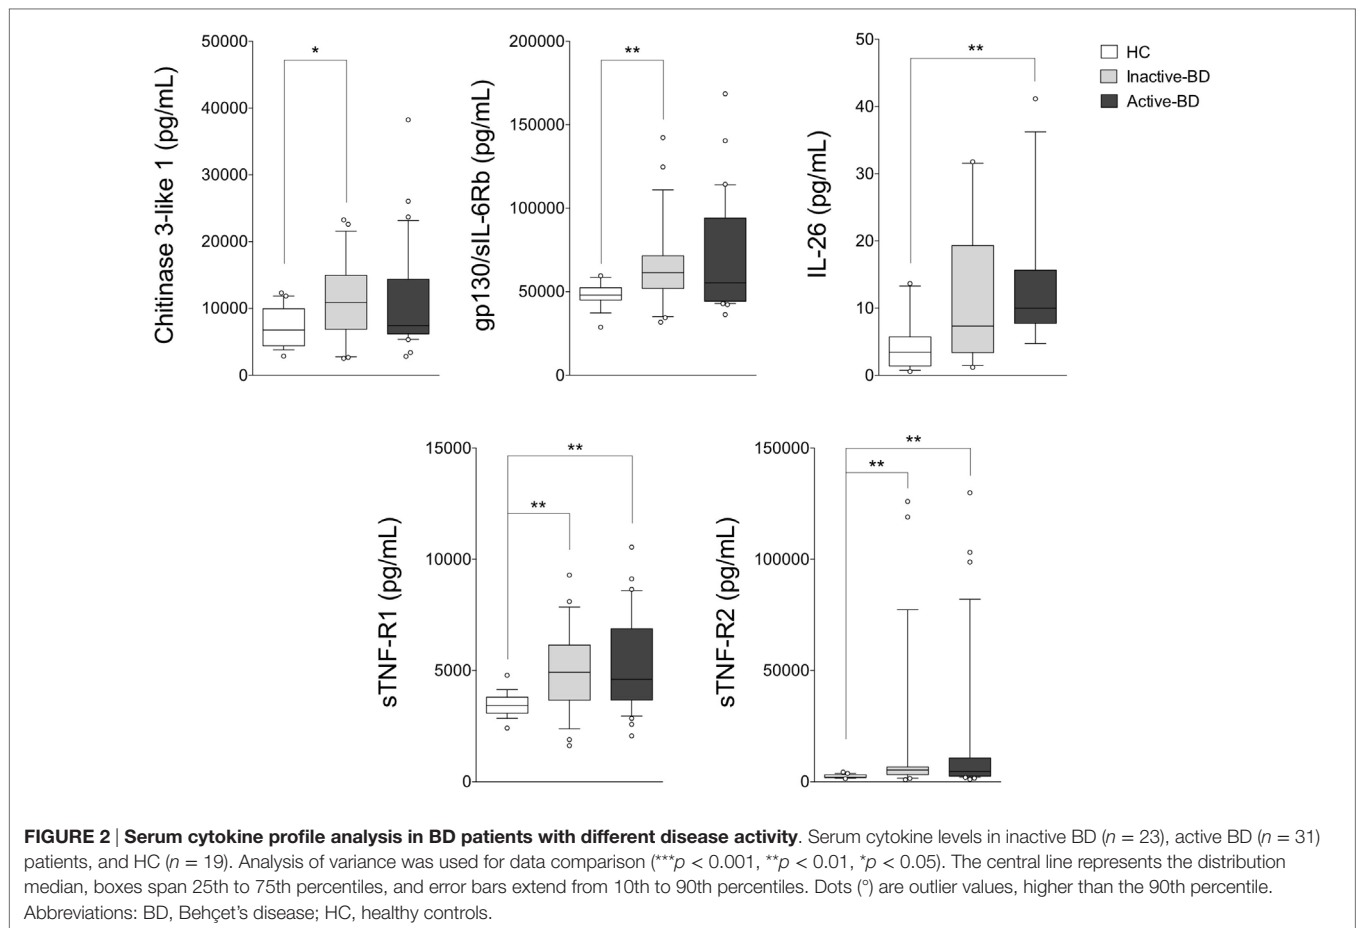 50000
40000
30000
20000
10000
0
Chitinase 3-like 1 (pg/mL)
*
200000
150000
100000
50000
0
gp130/sIL-6Rb (pg/mL)
**
50
40
30
20
10
0
IL-26 (pg/mL)
**
HC
Inactive-BD
Active-BD
15000
10000
5000
0
sTNF-R1 (pg/mL)
**
**
150000
100000
50000
0
sTNF-R2 (pg/mL)
**
**
FIGURE 2 | Serum cytokine profile analysis in BD patients with different disease activity. Serum cytokine levels in inactive BD (n = 23), active BD (n = 31)
patients, and HC (n = 19). Analysis of variance was used for data comparison (***p < 0.001, **p < 0.01, *p < 0.05). The central line represents the distribution
median, boxes span 25th to 75th percentiles, and error bars extend from 10th to 90th percentiles. Dots (°) are outlier values, higher than the 90th percentile.
Abbreviations: BD, Behçet's disease; HC, healthy controls.